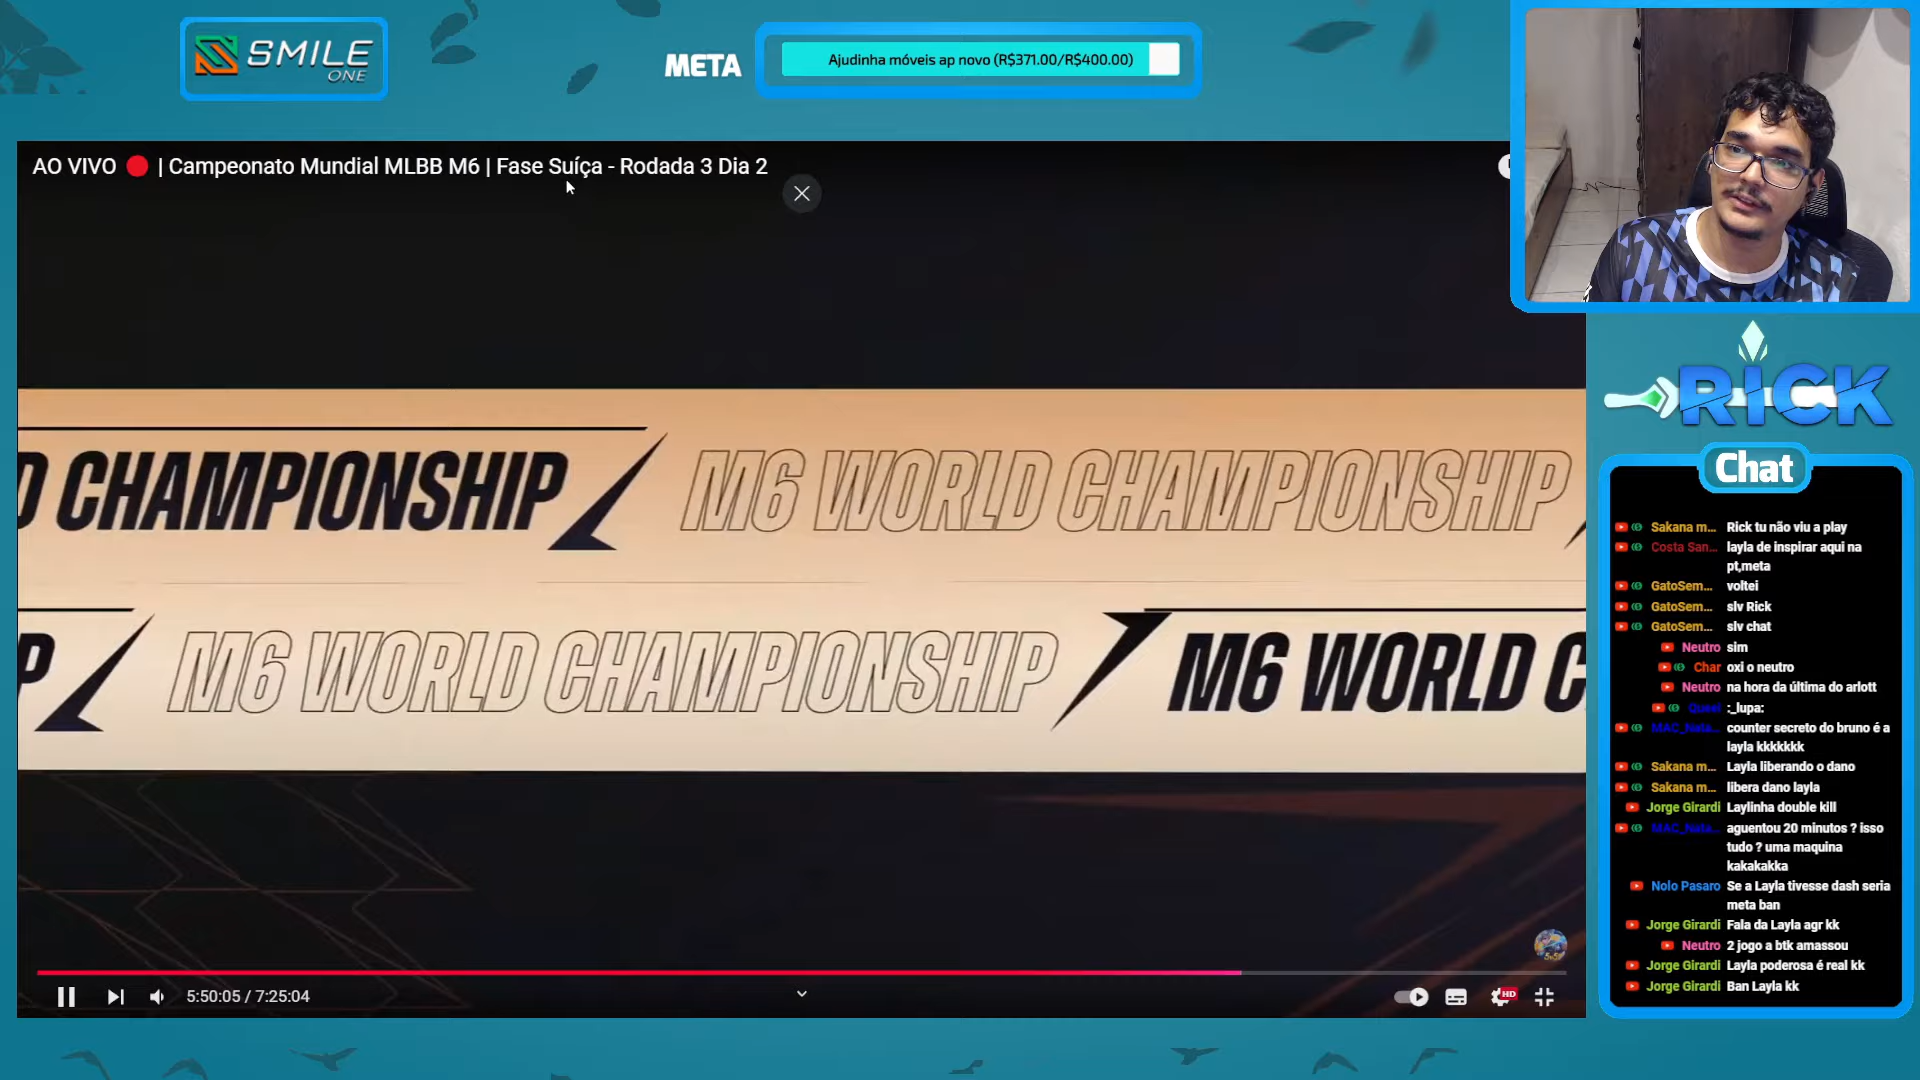 SMILE
ONE
META
Ajudinha móveis ap novo (R$371.00/R$400.00)
AO VIVO 🔴 | Campeonato Mundial MLBB M6 | Fase Suíça - Rodada 3 Dia 2
D CHAMPIONSHIP M6 WORLD CHAMPIONSHIP
P M6 WORLD CHAMPIONSHIP M6 WORLD C
5:50:05 / 7:25:04
HD
RICK
Chat
Sakana m... Rick tu não viu a play
Costa San... layla de inspirar aqui na
pt,meta
GatoSem... voltei
GatoSem... slv Rick
GatoSem... slv chat
Neutro sim
Char oxi o neutro
Neutro na hora da última do arlott
:_lupa:
MAC_Nata... counter secreto do bruno é a
layla kkkkkkk
Sakana m... Layla liberando o dano
Sakana m... libera dano layla
Jorge Girardi Laylinha double kill
MAC_Nata... aguentou 20 minutos ? isso
tudo ? uma maquina
kakakakka
Nolo Pasaro Se a Layla tivesse dash seria
meta ban
Jorge Girardi Fala da Layla agr kk
Neutro 2 jogo a btk amassou
Jorge Girardi Layla poderosa é real kk
Jorge Girardi Ban Layla kk